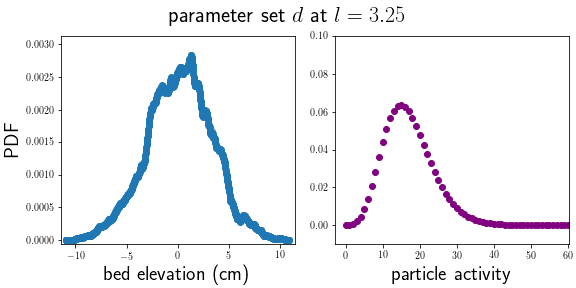 parameter set d at l = 3.25
PDF
0.0030
0.0025
0.0020
0.0015
0.0010
0.0005
0.0000
−10 −5 0 5 10
bed elevation (cm)
0.10
0.08
0.06
0.04
0.02
0.00
0 10 20 30 40 50 60
particle activity